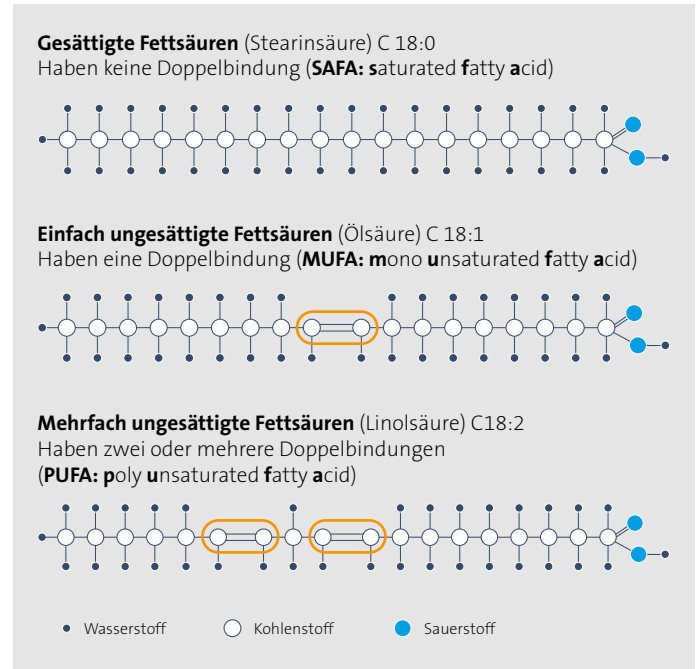 Gesättigte Fettsäuren (Stearinsäure) C 18:0
Haben keine Doppelbindung (SAFA: saturated fatty acid)
Einfach ungesättigte Fettsäuren (Ölsäure) C 18:1
Haben eine Doppelbindung (MUFA: mono unsaturated fatty acid)
Mehrfach ungesättigte Fettsäuren (Linolsäure) C18:2
Haben zwei oder mehrere Doppelbindungen
(PUFA: poly unsaturated fatty acid)
Wasserstoff Kohlenstoff Sauerstoff